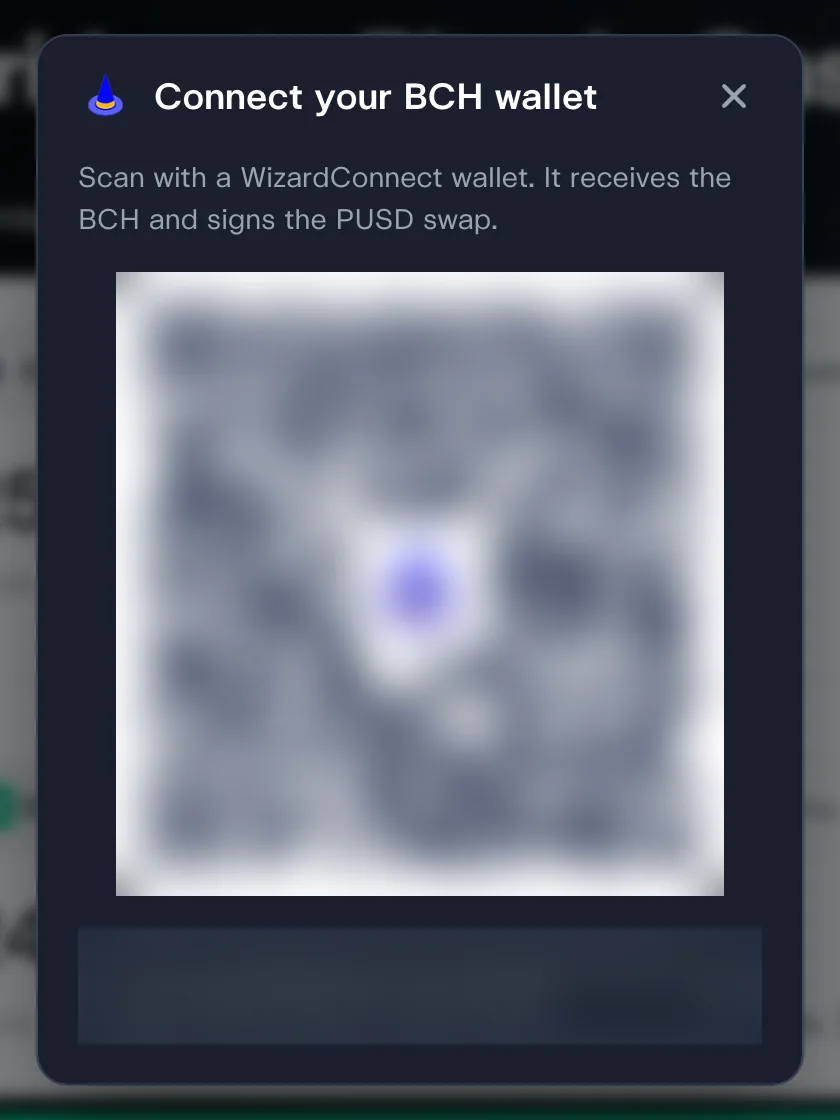 Connect your BCH wallet
Scan with a WizardConnect wallet. It receives the
BCH and signs the PUSD swap.